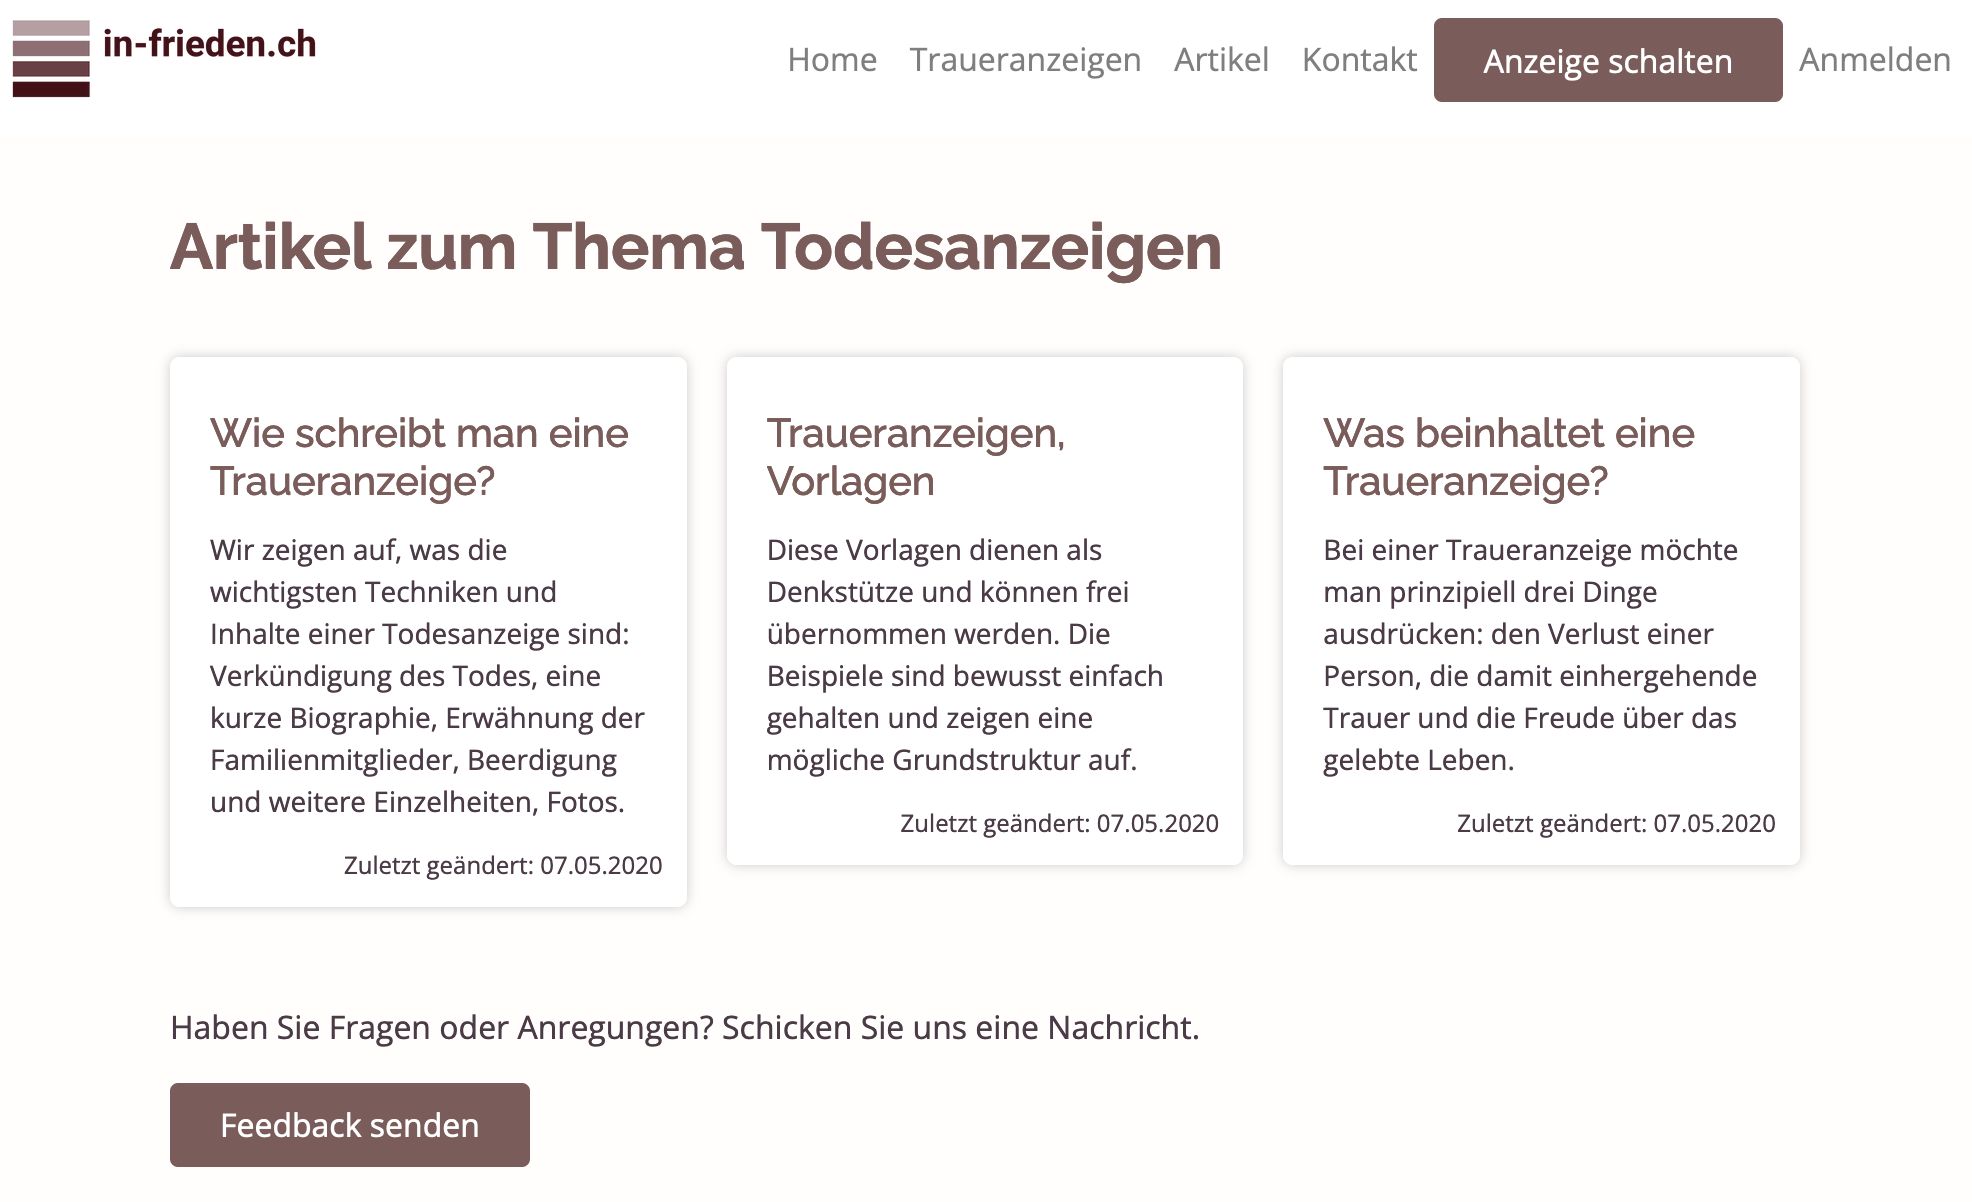 in-frieden.ch
Home Traueranzeigen Artikel Kontakt Anzeige schalten Anmelden
Artikel zum Thema Todesanzeigen
Wie schreibt man eine
Traueranzeige?
Wir zeigen auf, was die
wichtigsten Techniken und
Inhalte einer Todesanzeige sind:
Verkündigung des Todes, eine
kurze Biographie, Erwähnung der
Familienmitglieder, Beerdigung
und weitere Einzelheiten, Fotos.
Zuletzt geändert: 07.05.2020
Traueranzeigen,
Vorlagen
Diese Vorlagen dienen als
Denkstütze und können frei
übernommen werden. Die
Beispiele sind bewusst einfach
gehalten und zeigen eine
mögliche Grundstruktur auf.
Zuletzt geändert: 07.05.2020
Was beinhaltet eine
Traueranzeige?
Bei einer Traueranzeige möchte
man prinzipiell drei Dinge
ausdrücken: den Verlust einer
Person, die damit einhergehende
Trauer und die Freude über das
gelebte Leben.
Zuletzt geändert: 07.05.2020
Haben Sie Fragen oder Anregungen? Schicken Sie uns eine Nachricht.
Feedback senden